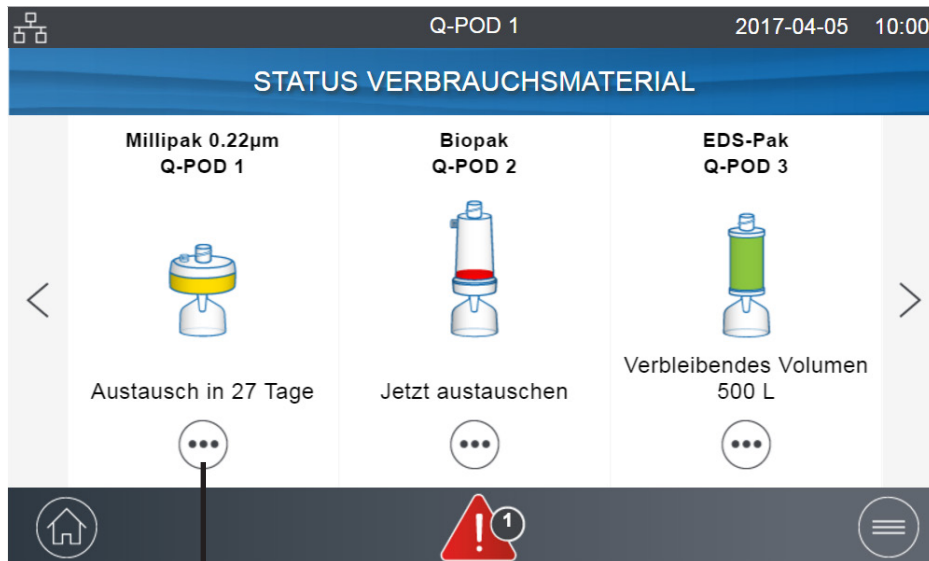 Q-POD 1 2017-04-05 10:00
STATUS VERBRAUCHSMATERIAL
Millipak 0.22µm
Q-POD 1
Austausch in 27 Tage
Biopak
Q-POD 2
Jetzt austauschen
EDS-Pak
Q-POD 3
Verbleibendes Volumen
500 L
1